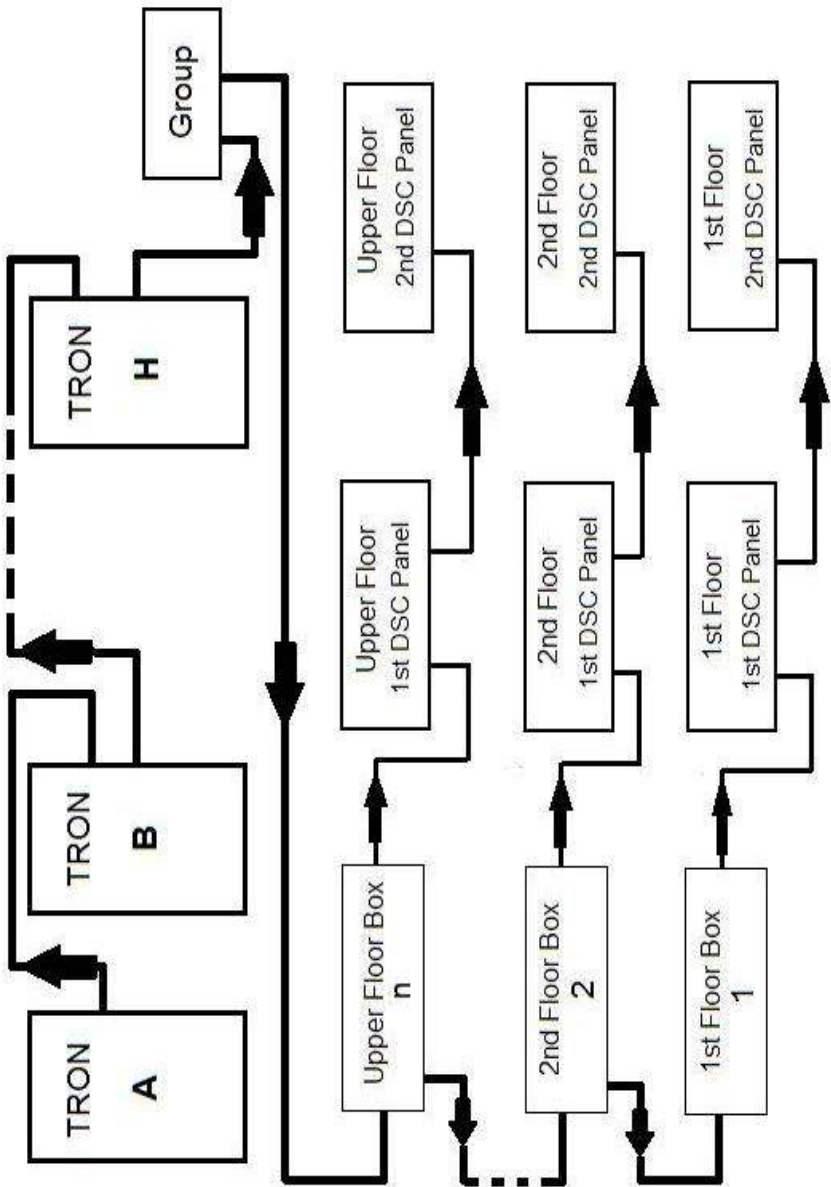 TRON
A
TRON
B
TRON
H
Group
Upper Floor Box
n
Upper Floor
1st DSC Panel
Upper Floor
2nd DSC Panel
2nd Floor Box
2
2nd Floor
1st DSC Panel
2nd Floor
2nd DSC Panel
1st Floor Box
1
1st Floor
1st DSC Panel
1st Floor
2nd DSC Panel